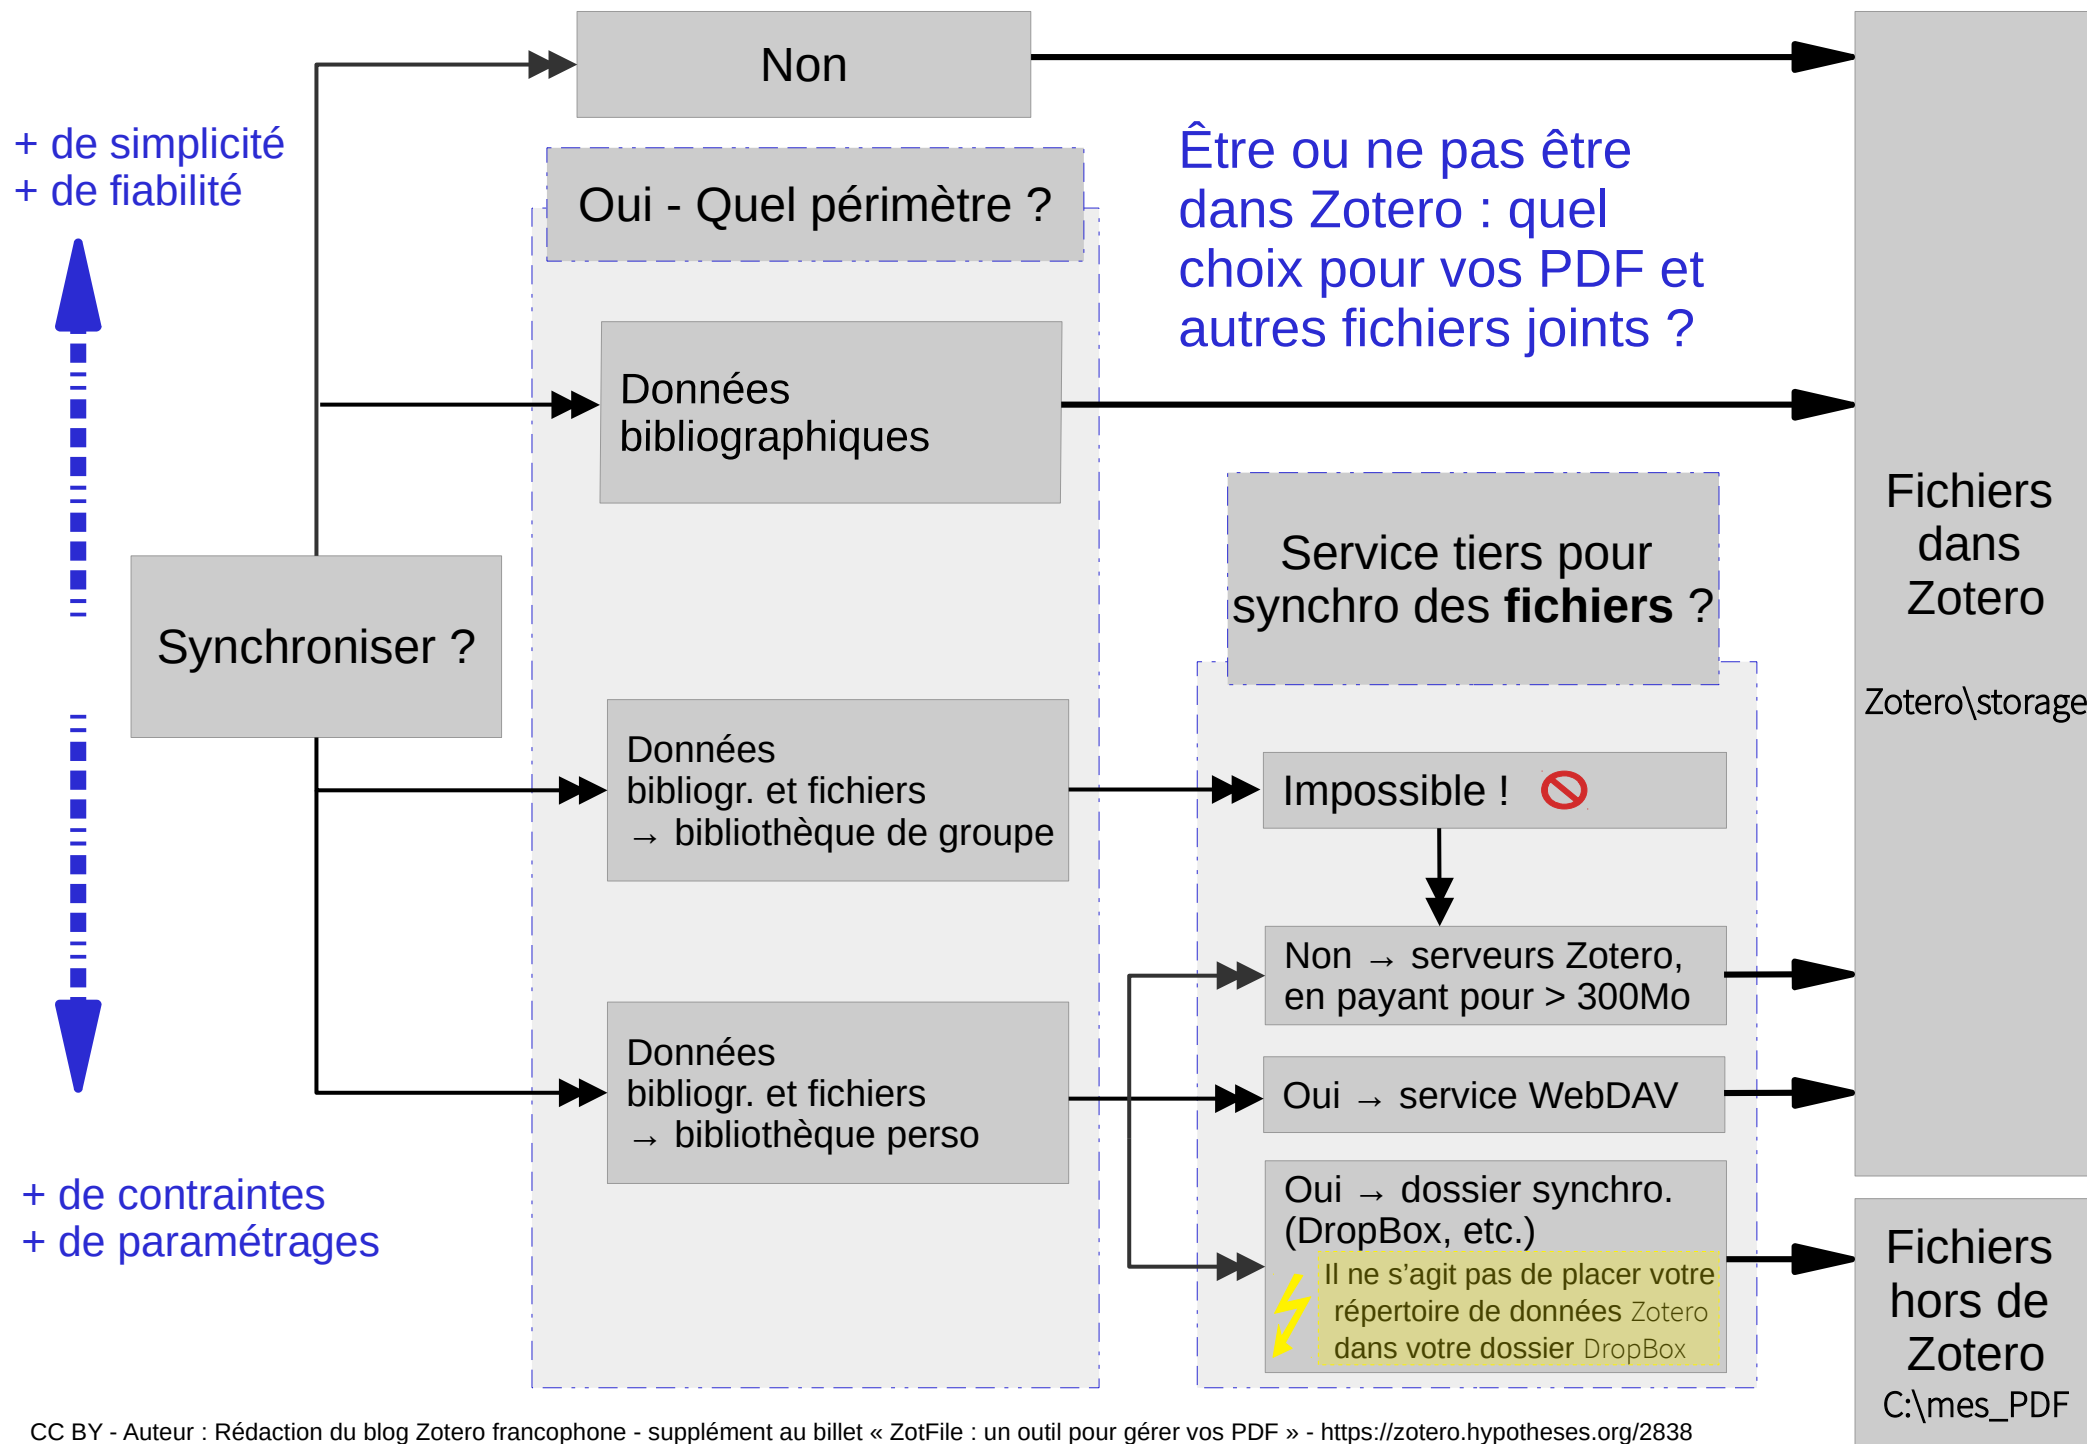 Non
+ de simplicité
+ de fiabilité
Oui - Quel périmètre ?
Être ou ne pas être
dans Zotero : quel
choix pour vos PDF et
autres fichiers joints ?
Données
bibliographiques
Synchroniser ?
Service tiers pour
synchro des fichiers ?
Fichiers
dans
Zotero
Zotero\storage
Données
bibliogr. et fichiers
→ bibliothèque de groupe
Impossible !
Non → serveurs Zotero,
en payant pour > 300Mo
Données
bibliogr. et fichiers
→ bibliothèque perso
Oui → service WebDAV
Oui → dossier synchro.
(DropBox, etc.)
Il ne s’agit pas de placer votre
répertoire de données Zotero
dans votre dossier DropBox
+ de contraintes
+ de paramétrages
Fichiers
hors de
Zotero
C:\mes_PDF
CC BY - Auteur : Rédaction du blog Zotero francophone - supplément au billet « ZotFile : un outil pour gérer vos PDF » - https://zotero.hypotheses.org/2838